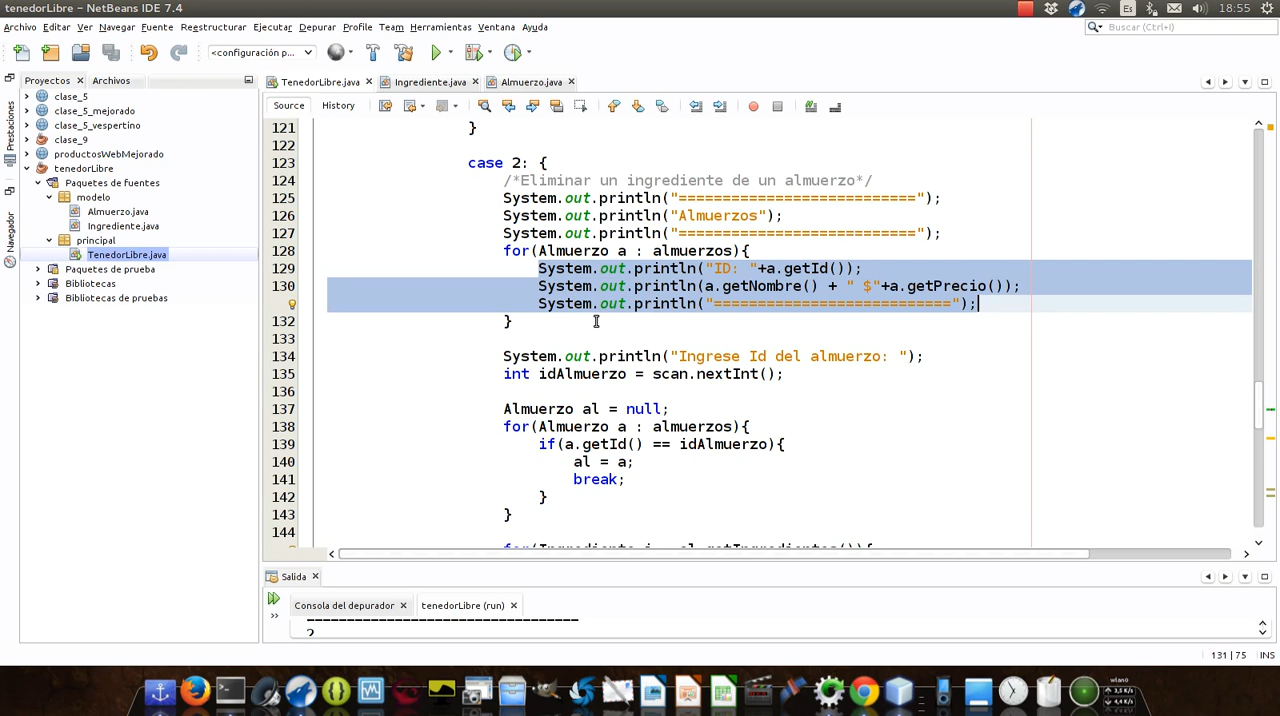 tenedorLibre - NetBeans IDE 7.4
Es
18:55
Archivo Editar Ver Navegar Fuente Reestructurar Ejecutar Depurar Profile Team Herramientas Ventana Ayuda
Buscar (Ctrl+I)
<configuración p...
Proyectos
Archivos
TenedorLibre.java
Ingrediente.java
Almuerzo.java
Prestaciones
Navegador
clase_5
clase_5_mejorado
clase_5_vespertino
clase_9
productosWebMejorado
tenedorLibre
Paquetes de fuentes
modelo
Almuerzo.java
Ingrediente.java
principal
TenedorLibre.java
Paquetes de prueba
Bibliotecas
Bibliotecas de pruebas
Source
History
121 }
122
123 case 2: {
124 /*Eliminar un ingrediente de un almuerzo*/
125 System.out.println("===========================");
126 System.out.println("Almuerzos");
127 System.out.println("===========================");
128 for(Almuerzo a : almuerzos){
129 System.out.println("ID: "+a.getId());
130 System.out.println(a.getNombre() + " $"+a.getPrecio());
System.out.println("===========================");
132 }
133
134 System.out.println("Ingrese Id del almuerzo: ");
135 int idAlmuerzo = scan.nextInt();
136
137 Almuerzo al = null;
138 for(Almuerzo a : almuerzos){
139 if(a.getId() == idAlmuerzo){
140 al = a;
141 break;
142 }
143 }
144
for(Ingrediente i : al.getIngredientes()){
Salida
Consola del depurador
tenedorLibre (run)
2
131 | 75
INS
wlan0